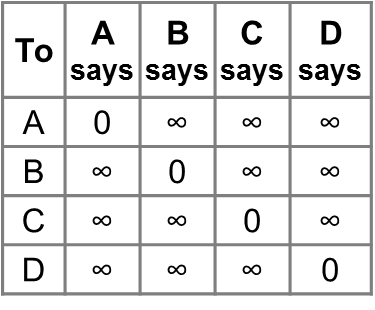 To A says B says C says D says
A 0 ∞ ∞ ∞
B ∞ 0 ∞ ∞
C ∞ ∞ 0 ∞
D ∞ ∞ ∞ 0